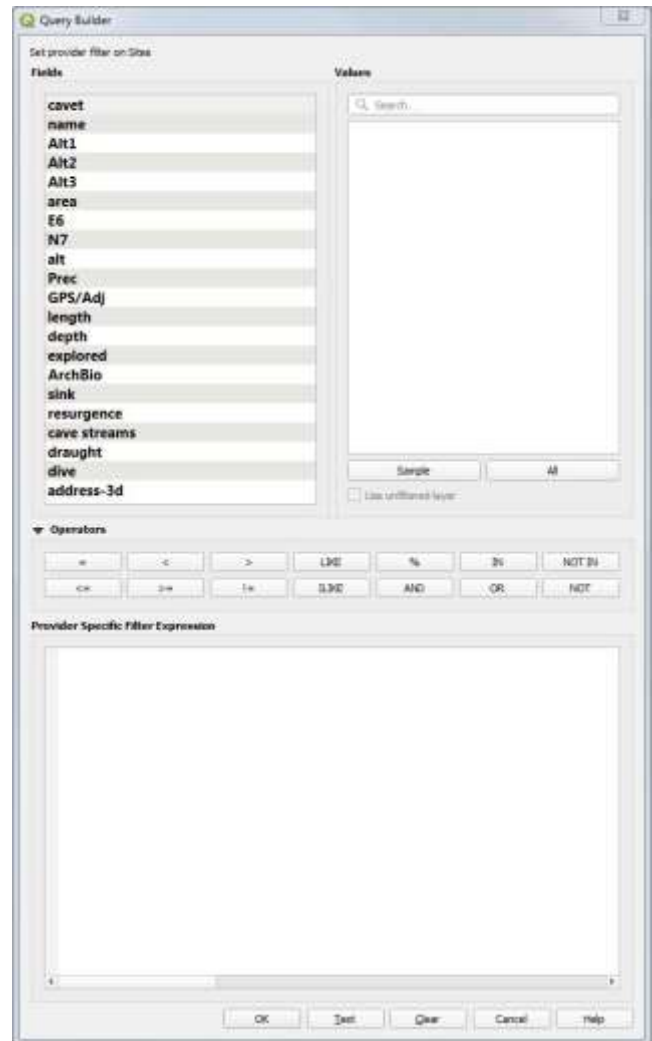 Query Builder
Set provider filter on Sites
Fields
Values
cavet
name
Alt1
Alt2
Alt3
area
E6
N7
alt
Prec
GPS/Adj
length
depth
explored
ArchBio
sink
resurgence
cave streams
draught
dive
address-3d
Search...
Sample All
Use unfiltered layer
Operators
= < > LIKE % IN NOT IN
<= >= != ILIKE AND OR NOT
Provider Specific Filter Expression
OK Test Clear Cancel Help